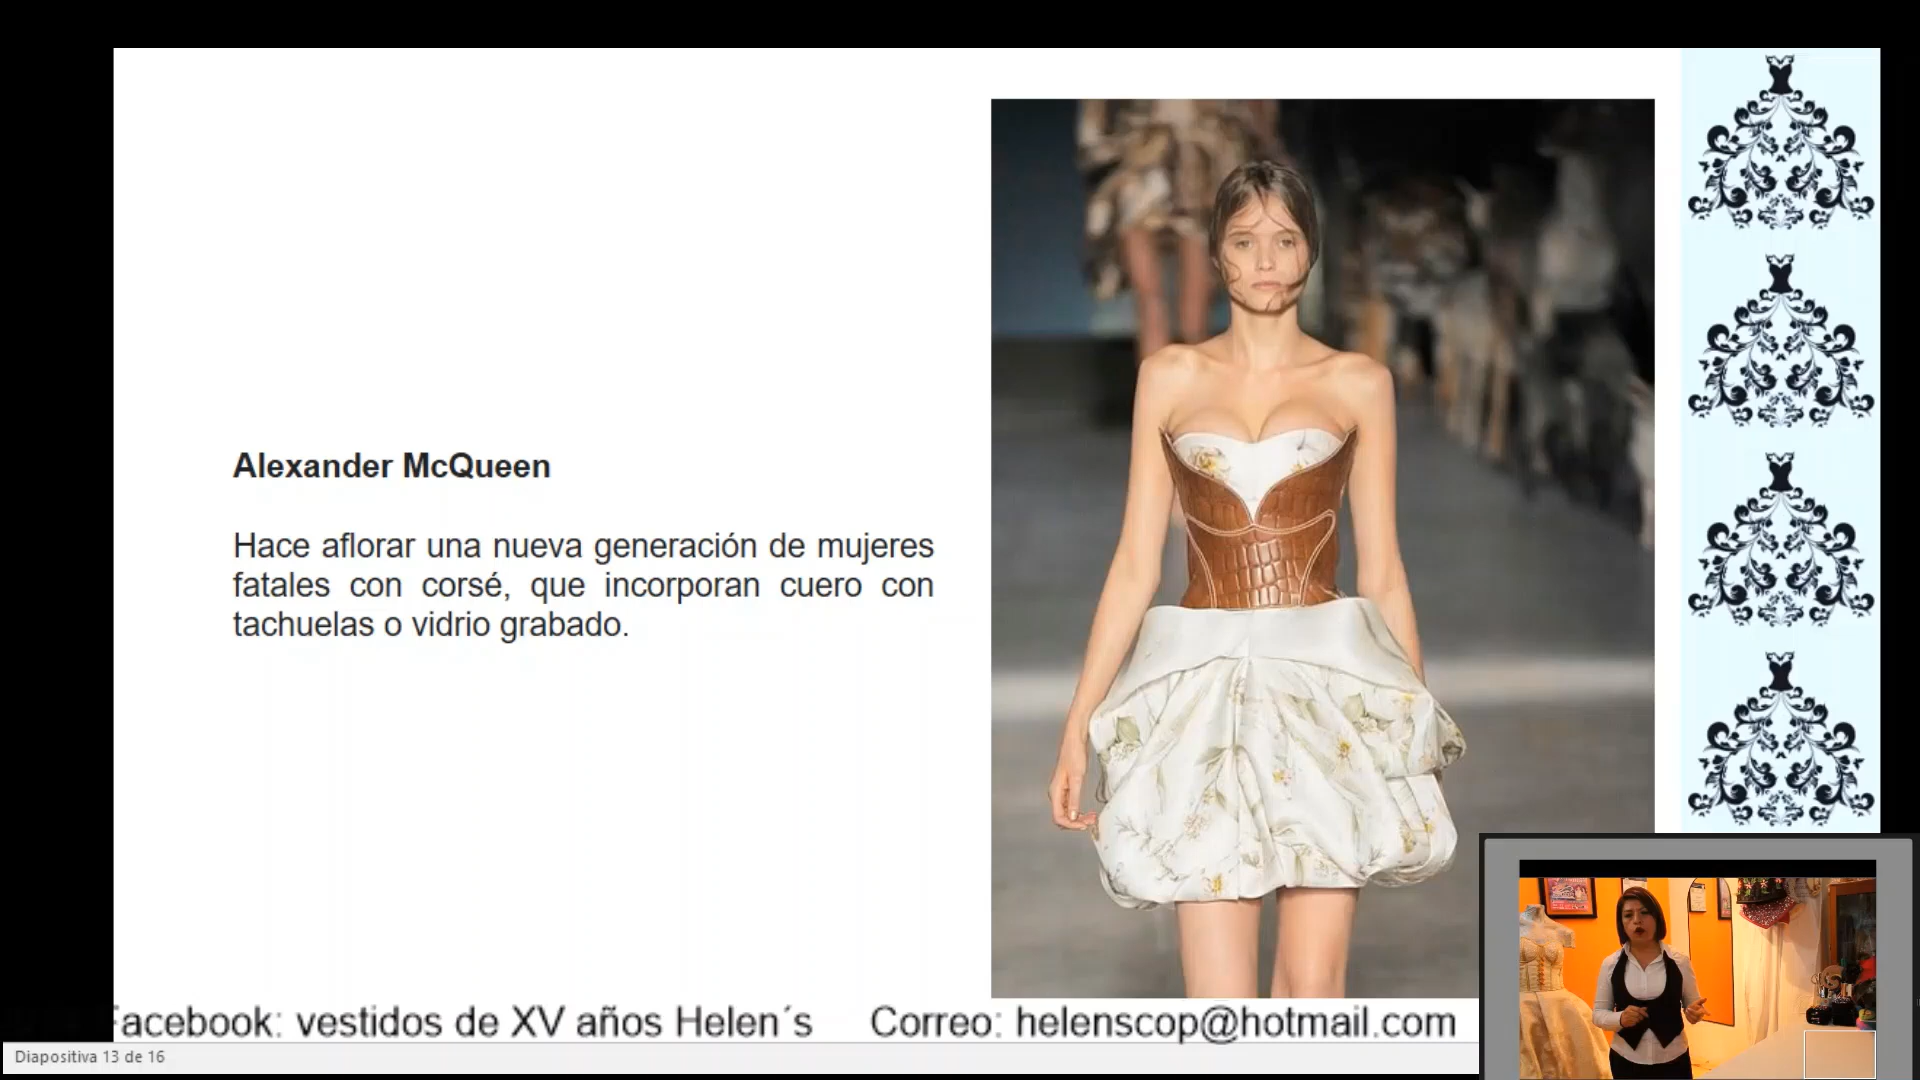 Alexander McQueen
Hace aflorar una nueva generación de mujeres
fatales con corsé, que incorporan cuero con
tachuelas o vidrio grabado.
Facebook: vestidos de XV años Helen´s Correo: helenscop@hotmail.com
Diapositiva 13 de 16